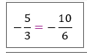 -5/3 = -10/6